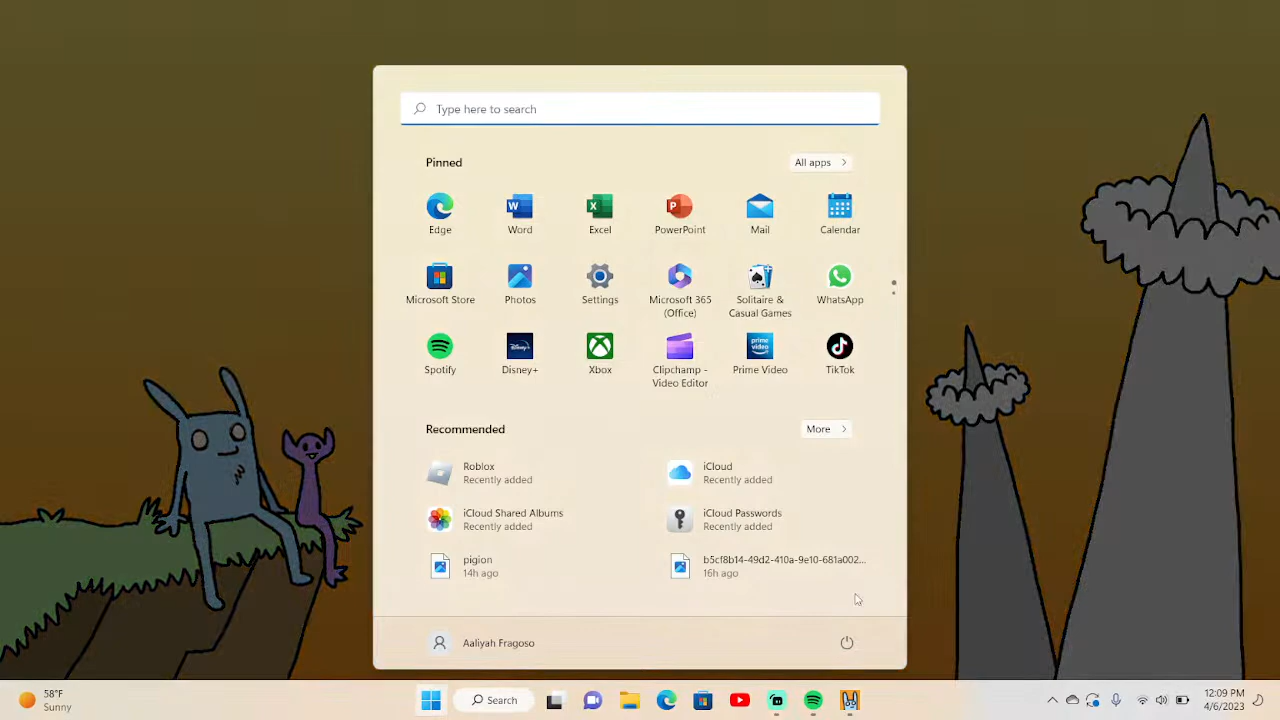 Type here to search
Pinned
All apps
Edge
Word
Excel
PowerPoint
Mail
Calendar
Microsoft Store
Photos
Settings
Microsoft 365
(Office)
Solitaire &
Casual Games
WhatsApp
Spotify
Disney+
Xbox
Clipchamp -
Video Editor
Prime Video
TikTok
Recommended
More
Roblox
Recently added
iCloud
Recently added
iCloud Shared Albums
Recently added
iCloud Passwords
Recently added
pigion
14h ago
b5cf8b14-49d2-410a-9e10-681a002...
16h ago
Aaliyah Fragoso
58°F
Sunny
Search
12:09 PM
4/6/2023